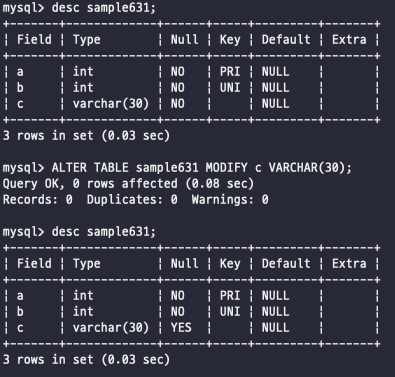 mysql> desc sample631;
+-------+-------------+------+-----+---------+-------+
| Field | Type        | Null | Key | Default | Extra |
+-------+-------------+------+-----+---------+-------+
| a     | int         | NO   | PRI | NULL    |       |
| b     | int         | NO   | UNI | NULL    |       |
| c     | varchar(30) | NO   |     | NULL    |       |
+-------+-------------+------+-----+---------+-------+
3 rows in set (0.03 sec)
mysql> ALTER TABLE sample631 MODIFY c VARCHAR(30);
Query OK, 0 rows affected (0.08 sec)
Records: 0  Duplicates: 0  Warnings: 0
mysql> desc sample631;
+-------+-------------+------+-----+---------+-------+
| Field | Type        | Null | Key | Default | Extra |
+-------+-------------+------+-----+---------+-------+
| a     | int         | NO   | PRI | NULL    |       |
| b     | int         | NO   | UNI | NULL    |       |
| c     | varchar(30) | YES  |     | NULL    |       |
+-------+-------------+------+-----+---------+-------+
3 rows in set (0.03 sec)